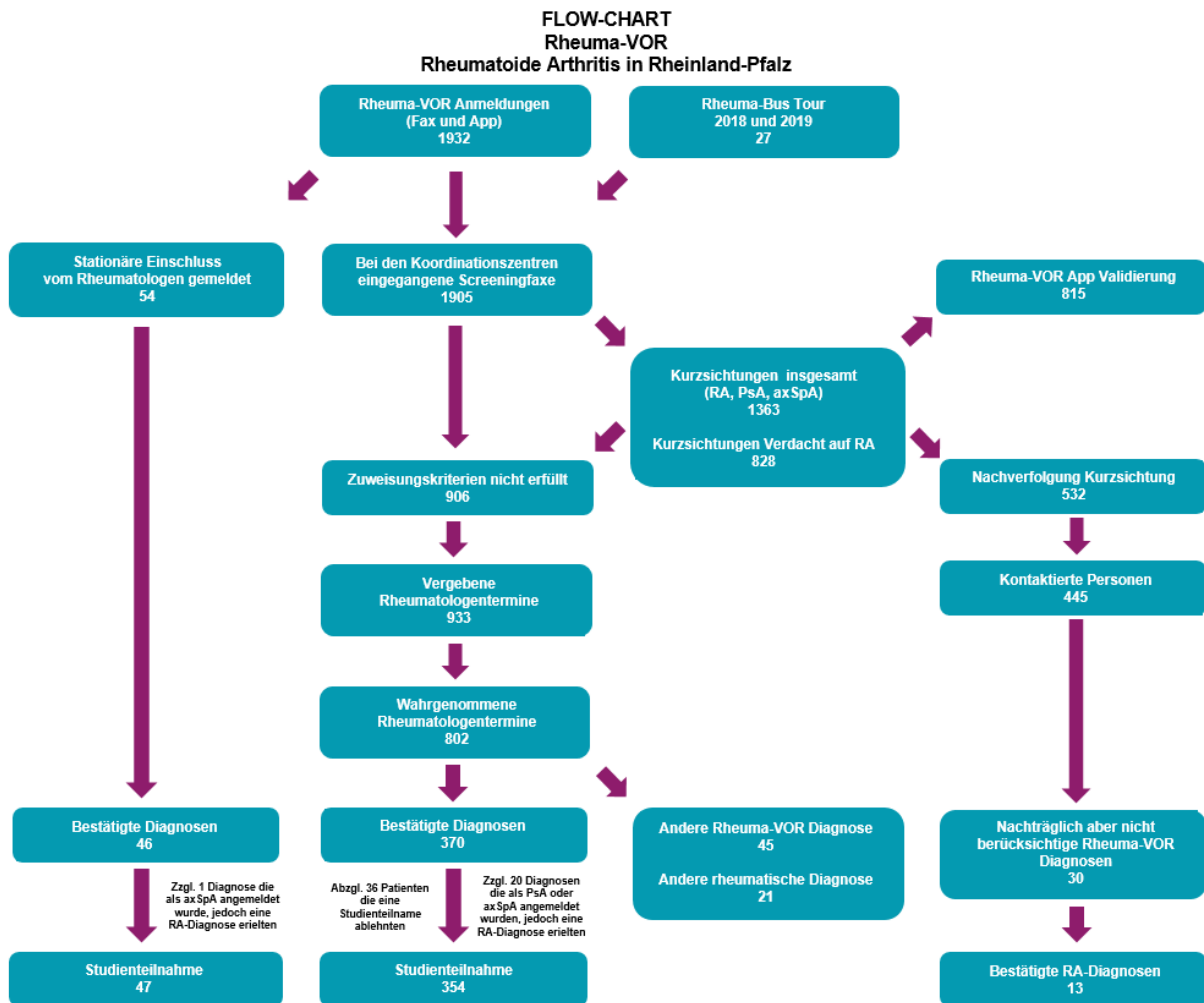 FLOW-CHART
Rheuma-VOR
Rheumatoide Arthritis in Rheinland-Pfalz
Rheuma-VOR Anmeldungen
(Fax und App)
1932
Rheuma-Bus Tour
2018 und 2019
27
Stationäre Einschluss
vom Rheumatologen gemeldet
54
Bei den Koordinationszentren
eingegangene Screeningfaxe
1905
Rheuma-VOR App Validierung
815
Kurzsichtungen insgesamt
(RA, PsA, axSpA)
1363
Kurzsichtungen Verdacht auf RA
828
Zuweisungskriterien nicht erfüllt
906
Nachverfolgung Kurzsichtung
532
Vergebene
Rheumatologentermine
933
Kontaktierte Personen
445
Wahrgenommene
Rheumatologentermine
802
Bestätigte Diagnosen
46
Bestätigte Diagnosen
370
Andere Rheuma-VOR Diagnose
45
Andere rheumatische Diagnose
21
Nachträglich aber nicht
berücksichtige Rheuma-VOR
Diagnosen
30
Zzgl. 1 Diagnose die
als axSpA angemeldet
wurde, jedoch eine
RA-Diagnose erielten
Abzgl. 36 Patienten
die eine
Studienteilname
ablehnten
Zzgl. 20 Diagnosen
die als PsA oder
axSpA angemeldet
wurden, jedoch eine
RA-Diagnose erielten
Studienteilnahme
47
Studienteilnahme
354
Bestätigte RA-Diagnosen
13